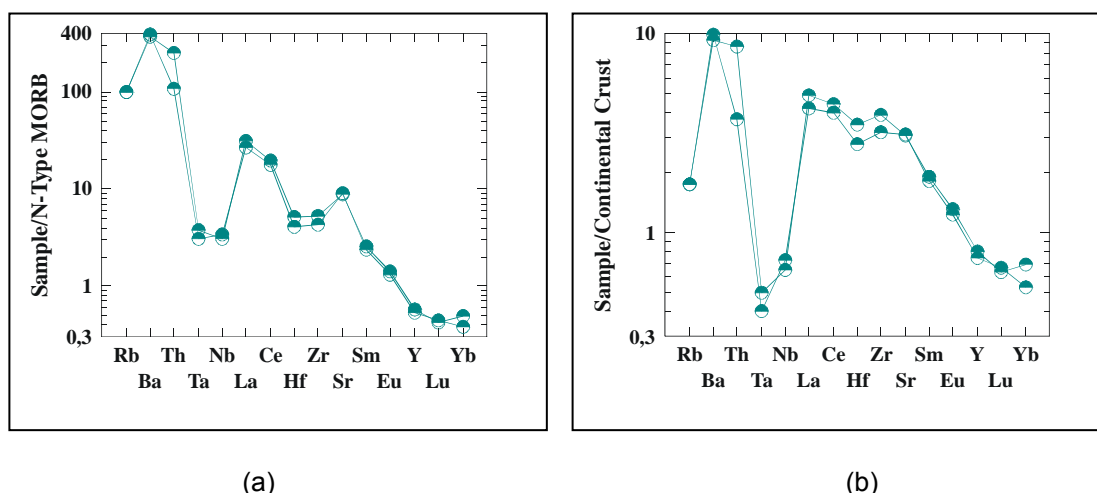 Sample/N-Type MORB
400
100
10
1
0,3
Rb Th Nb Ce Zr Sm Y Yb
Ba Ta La Hf Sr Eu Lu
(a)
Sample/Continental Crust
10
1
0,3
Rb Th Nb Ce Zr Sm Y Yb
Ba Ta La Hf Sr Eu Lu
(b)